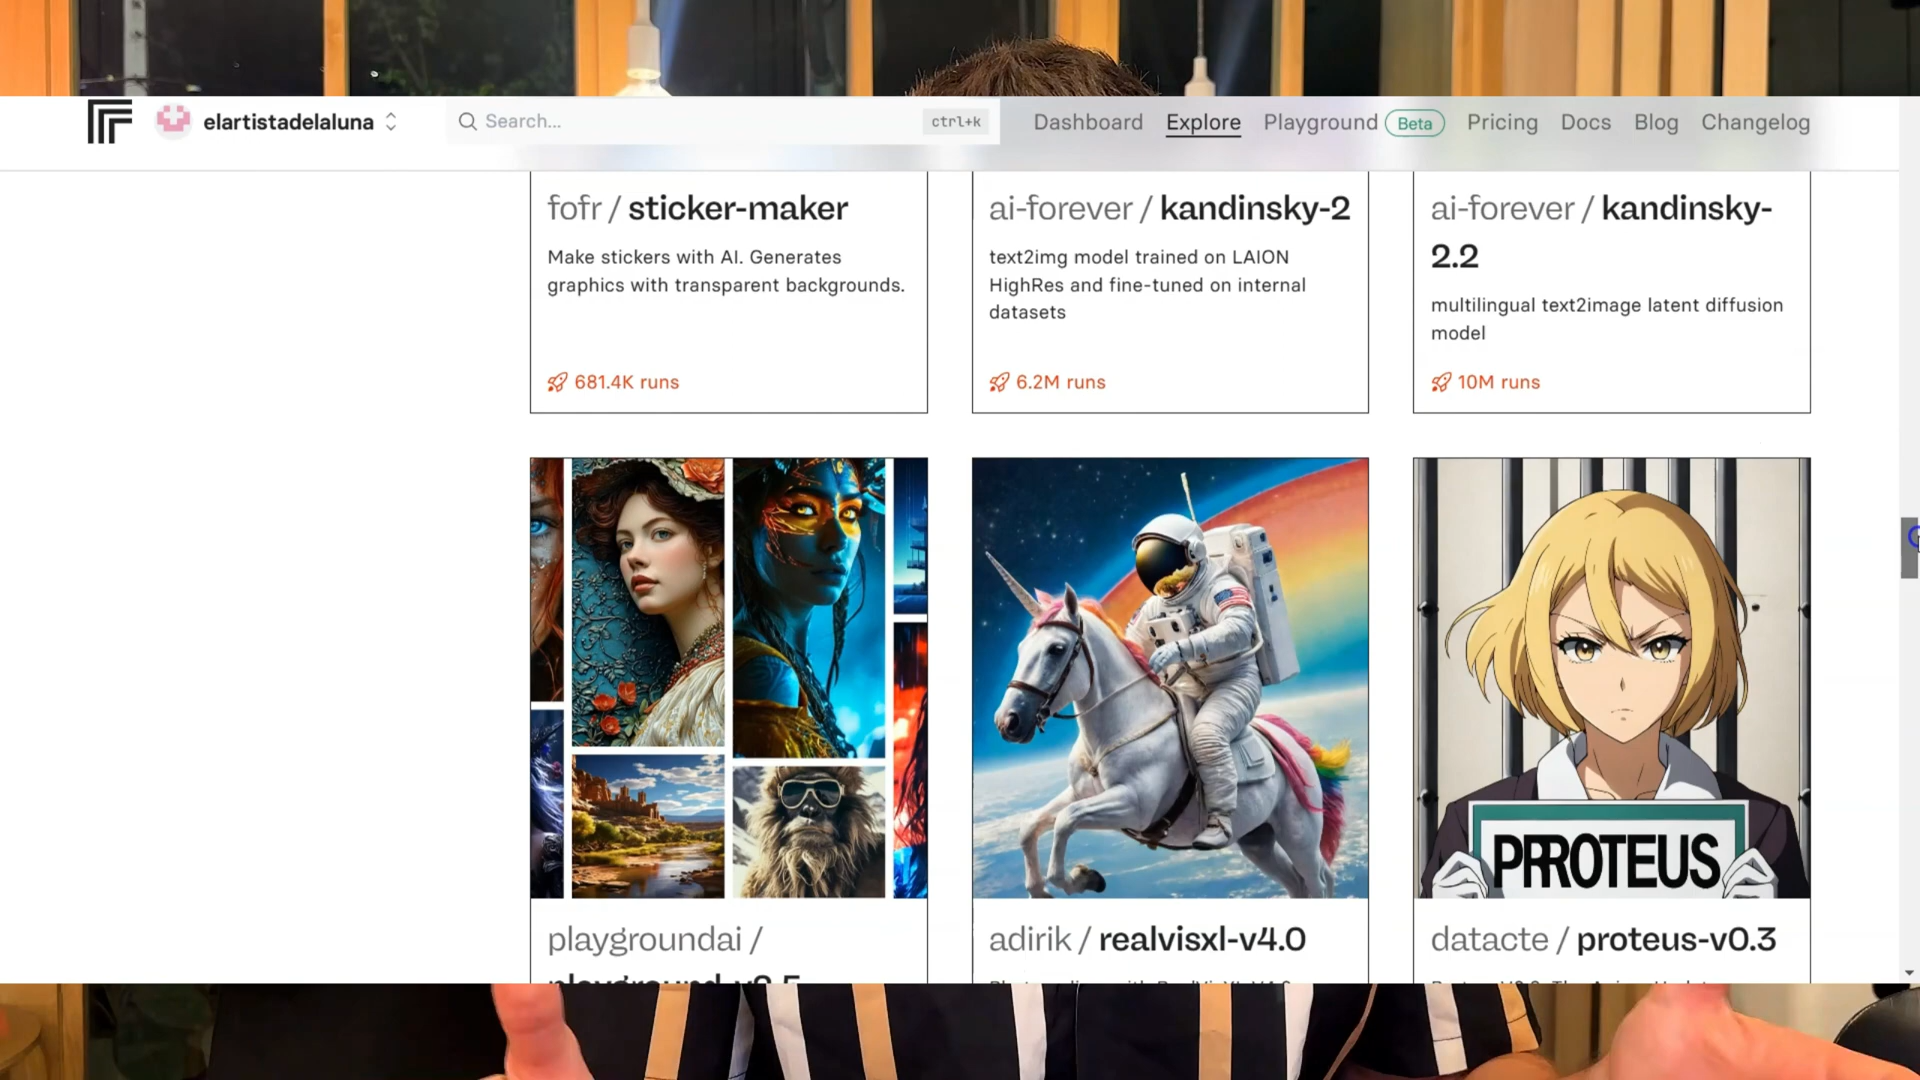 elartistadelaluna
Search...
ctrl+k
Dashboard
Explore
Playground
Beta
Pricing
Docs
Blog
Changelog
fofr / sticker-maker
Make stickers with AI. Generates
graphics with transparent backgrounds.
681.4K runs
ai-forever / kandinsky-2
text2img model trained on LAION
HighRes and fine-tuned on internal
datasets
6.2M runs
ai-forever / kandinsky-
2.2
multilingual text2image latent diffusion
model
10M runs
PRROTEUS
playgroundai /
adirik / realvisxl-v4.0
datacte / proteus-v0.3